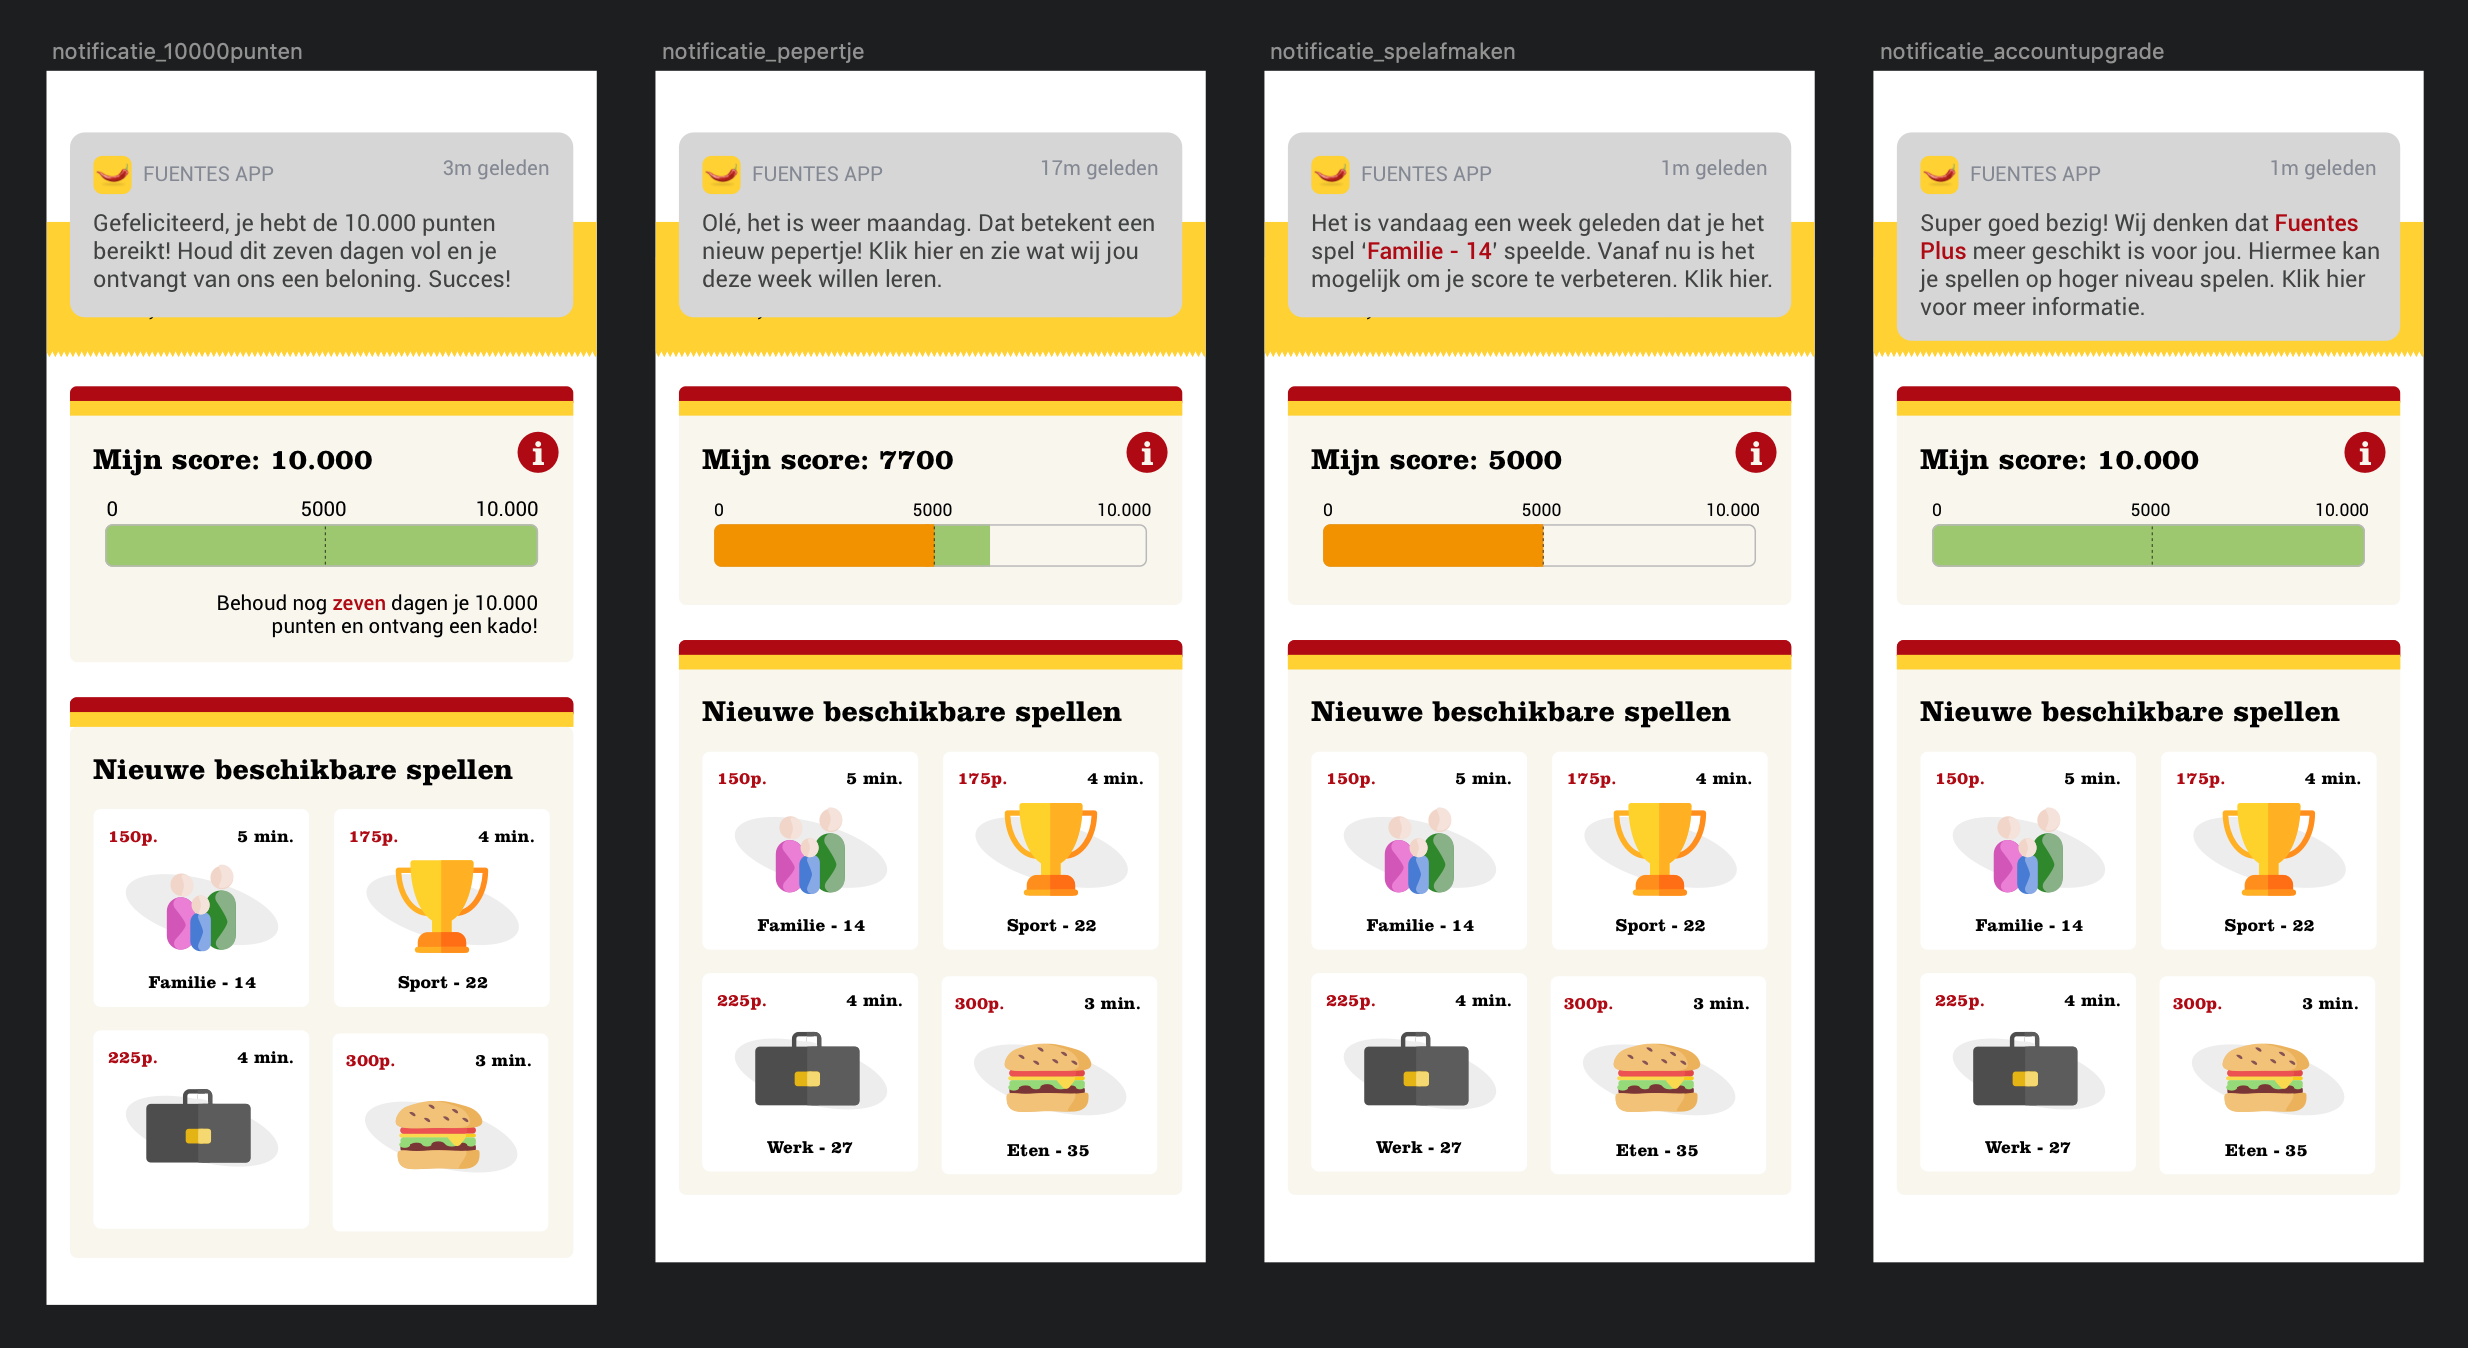 notificatie_10000punten
FUENTES APP
3m geleden
Gefeliciteerd, je hebt de 10.000 punten
bereikt! Houd dit zeven dagen vol en je
ontvangt van ons een beloning. Succes!
Mijn score: 10.000
i
0 5000 10.000
Behoud nog zeven dagen je 10.000
punten en ontvang een kado!
Nieuwe beschikbare spellen
150p. 5 min.
Familie - 14
175p. 4 min.
Sport - 22
225p. 4 min.
300p. 3 min.
notificatie_pepertje
FUENTES APP
17m geleden
Olé, het is weer maandag. Dat betekent een
nieuw pepertje! Klik hier en zie wat wij jou
deze week willen leren.
Mijn score: 7700
i
0 5000 10.000
Nieuwe beschikbare spellen
150p. 5 min.
Familie - 14
175p. 4 min.
Sport - 22
225p. 4 min.
Werk - 27
300p. 3 min.
Eten - 35
notificatie_spelafmaken
FUENTES APP
1m geleden
Het is vandaag een week geleden dat je het
spel ‘Familie - 14’ speelde. Vanaf nu is het
mogelijk om je score te verbeteren. Klik hier.
Mijn score: 5000
i
0 5000 10.000
Nieuwe beschikbare spellen
150p. 5 min.
Familie - 14
175p. 4 min.
Sport - 22
225p. 4 min.
Werk - 27
300p. 3 min.
Eten - 35
notificatie_accountupgrade
FUENTES APP
1m geleden
Super goed bezig! Wij denken dat Fuentes
Plus meer geschikt is voor jou. Hiermee kan
je spellen op hoger niveau spelen. Klik hier
voor meer informatie.
Mijn score: 10.000
i
0 5000 10.000
Nieuwe beschikbare spellen
150p. 5 min.
Familie - 14
175p. 4 min.
Sport - 22
225p. 4 min.
Werk - 27
300p. 3 min.
Eten - 35